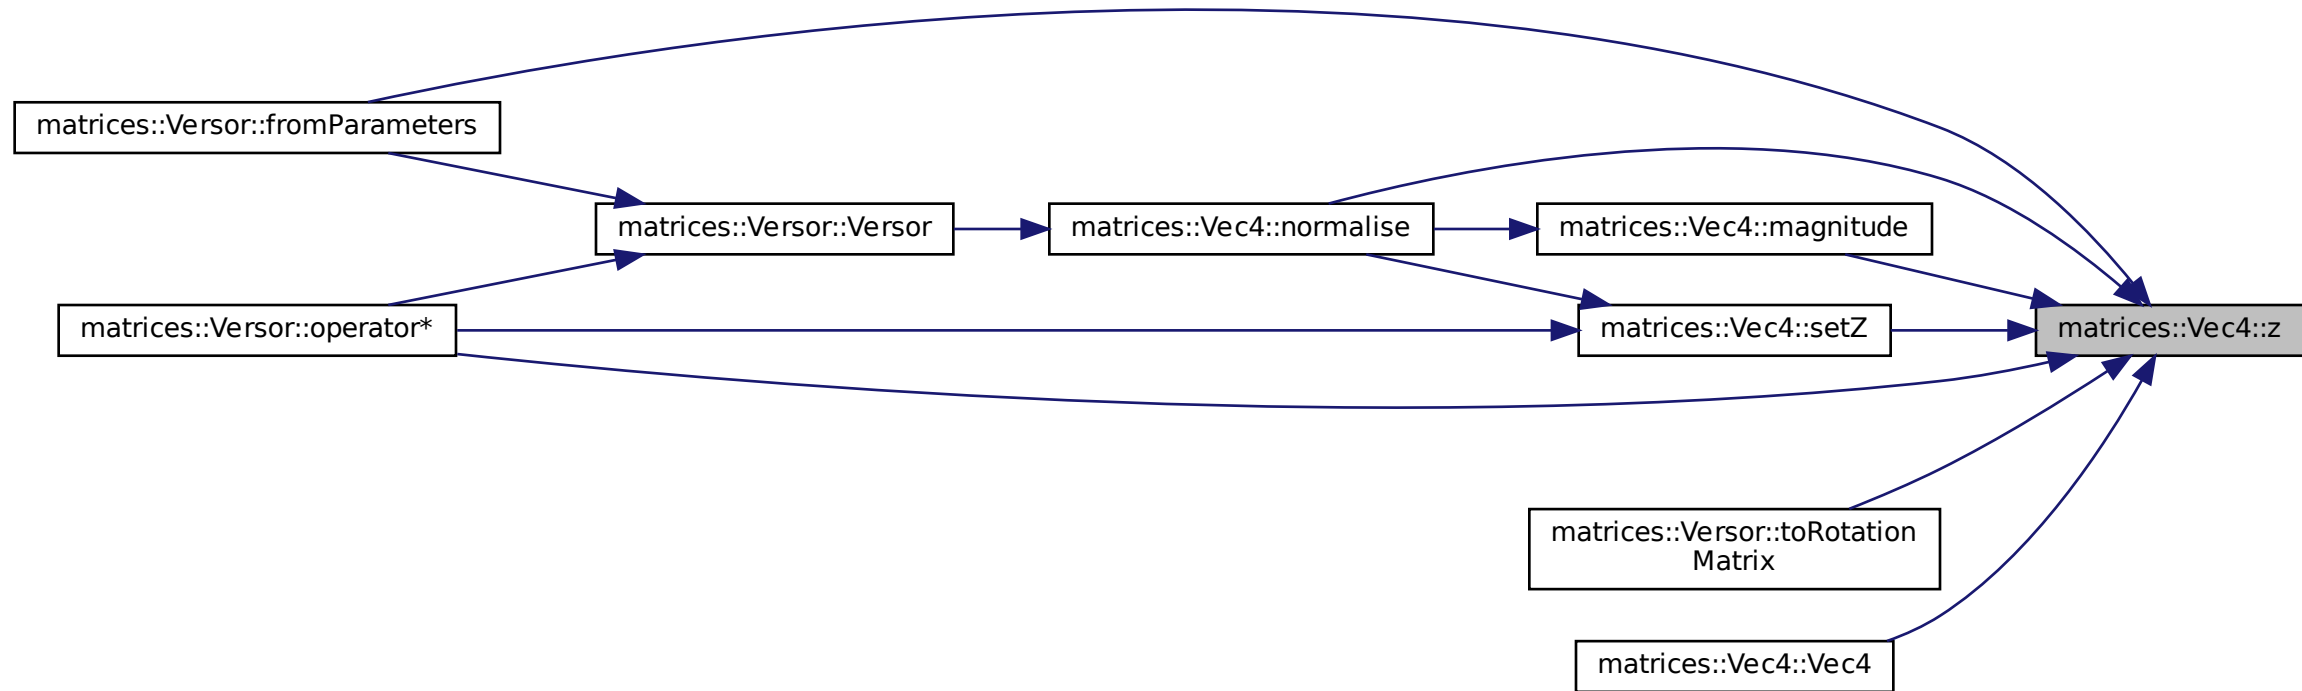 matrices::Versor::fromParameters
matrices::Versor::Versor
matrices::Vec4::normalise
matrices::Vec4::magnitude
matrices::Versor::operator*
matrices::Vec4::setZ
matrices::Vec4::z
matrices::Versor::toRotation
Matrix
matrices::Vec4::Vec4